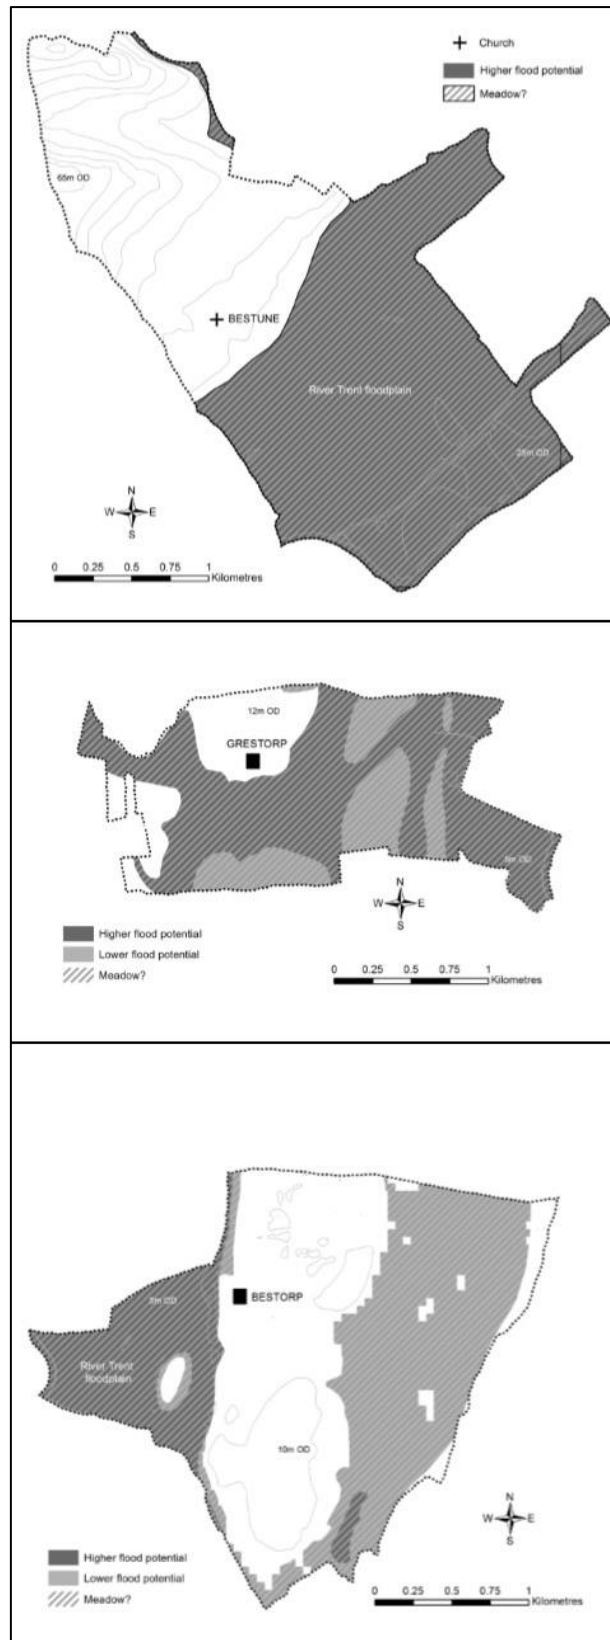 Church
Higher flood potential
Meadow?
65m OD
BESTUNE
River Trent floodplain
25m OD
N
W E
S
0 0.25 0.5 0.75 1
Kilometres
12m OD
GRESTORP
5m OD
N
W E
S
Higher flood potential
Lower flood potential
Meadow?
0 0.25 0.5 0.75 1
Kilometres
BESTORP
River Trent
floodplain
10m OD
N
W E
S
Higher flood potential
Lower flood potential
Meadow?
0 0.25 0.5 0.75 1
Kilometres